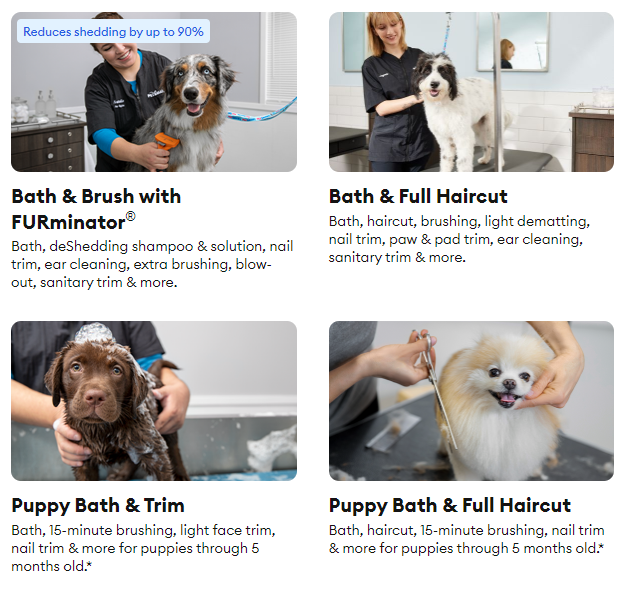 Reduces shedding by up to 90%
Bath & Brush with
FURminator®
Bath, deShedding shampoo & solution, nail
trim, ear cleaning, extra brushing, blow-
out, sanitary trim & more.
Bath & Full Haircut
Bath, haircut, brushing, light dematting,
nail trim, paw & pad trim, ear cleaning,
sanitary trim & more.
Puppy Bath & Trim
Bath, 15-minute brushing, light face trim,
nail trim & more for puppies through 5
months old.*
Puppy Bath & Full Haircut
Bath, haircut, 15-minute brushing, nail trim
& more for puppies through 5 months old.*